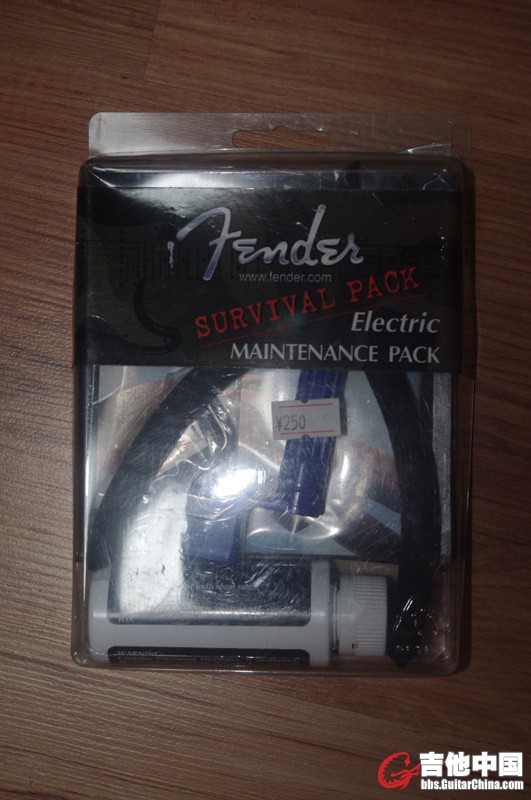 Fender
www.fender.com
SURVIVAL PACK
Electric
MAINTENANCE PACK
¥250
WARNING:
吉他中国
bbs.GuitarChina.com